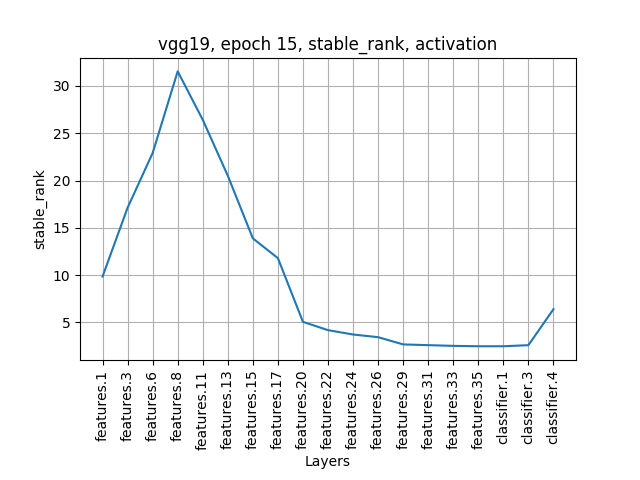 vgg19, epoch 15, stable_rank, activation
30
25
20
15
10
5
stable_rank
features.1
features.3
features.6
features.8
features.11
features.13
features.15
features.17
features.20
features.22
features.24
features.26
features.29
features.31
features.33
features.35
classifier.1
classifier.3
classifier.4
Layers